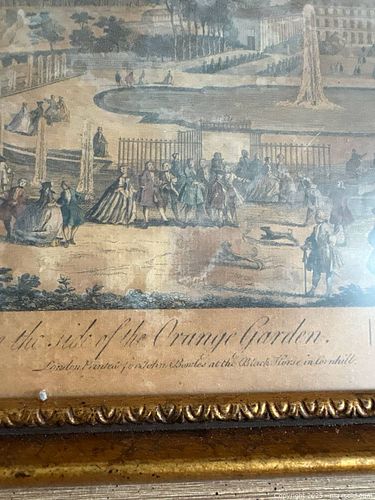 the side of the Orange Garden.
London Printed for John Bowles at the Black Horse in Cornhill.